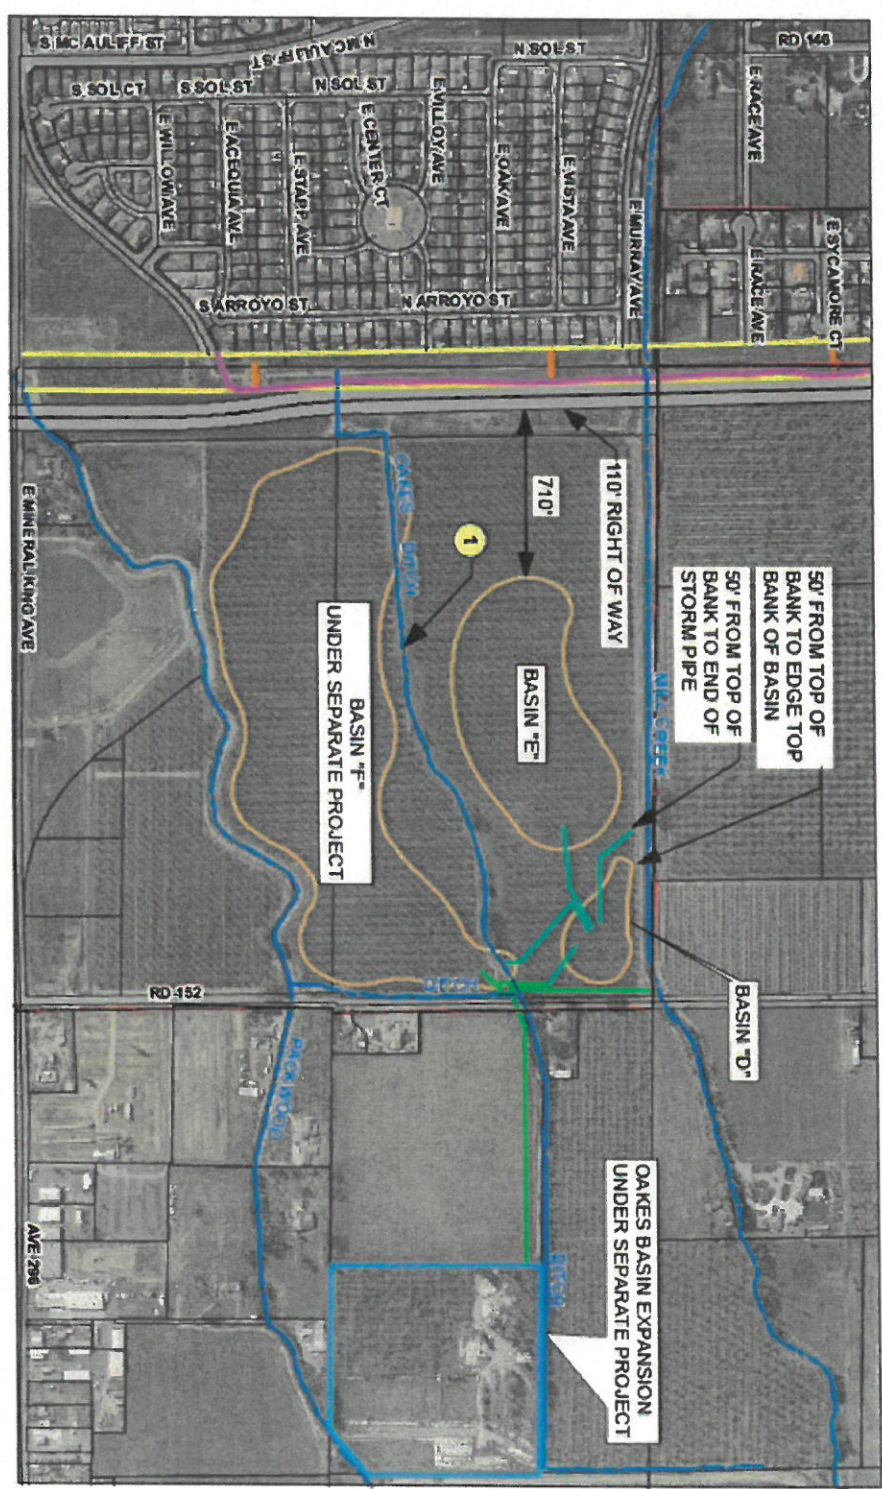 S MC AULIFF ST
N MCAULIFF ST
N SOL ST
RD 146
S SOL CT
S SOL ST
N SOL ST
E WILLOW AVE
E ACEQUIA AVE
E STAPP AVE
E CENTER CT
E VILLOY AVE
E OAK AVE
E VISTA AVE
E MURRAY AVE
E RACE AVE
E RACE AVE
E SYCAMORE CT
S ARROYO ST
N ARROYO ST
110' RIGHT OF WAY
710'
1
OAKES DITCH
MILL CREEK
50' FROM TOP OF
BANK TO EDGE TOP
BANK OF BASIN
50' FROM TOP OF
BANK TO END OF
STORM PIPE
BASIN "E"
BASIN "F"
UNDER SEPARATE PROJECT
BASIN "D"
E MINERAL KING AVE
RD 152
DITCH
PACKWOOD
DITCH
OAKES BASIN EXPANSION
UNDER SEPARATE PROJECT
AVE 296